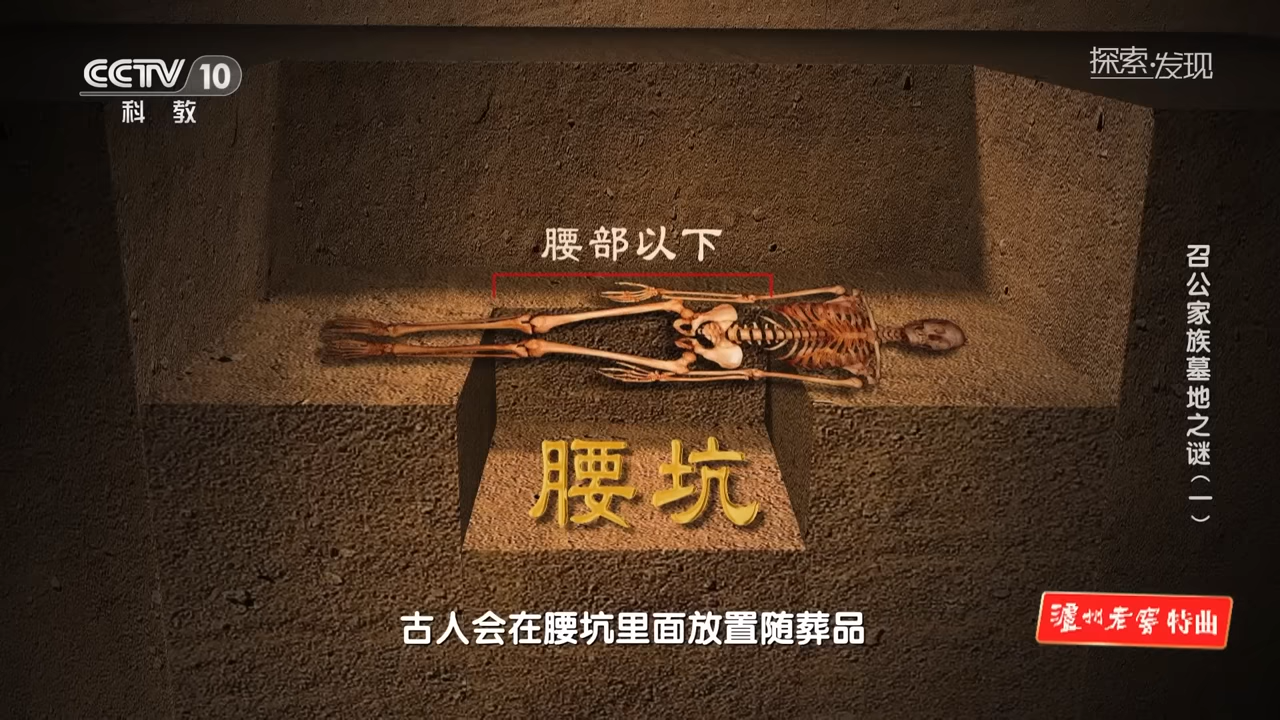 CCTV 10
科教
探索·发现
腰部以下
召公家族墓地之谜（一）
腰坑
古人会在腰坑里面放置随葬品
泸州老窖特曲